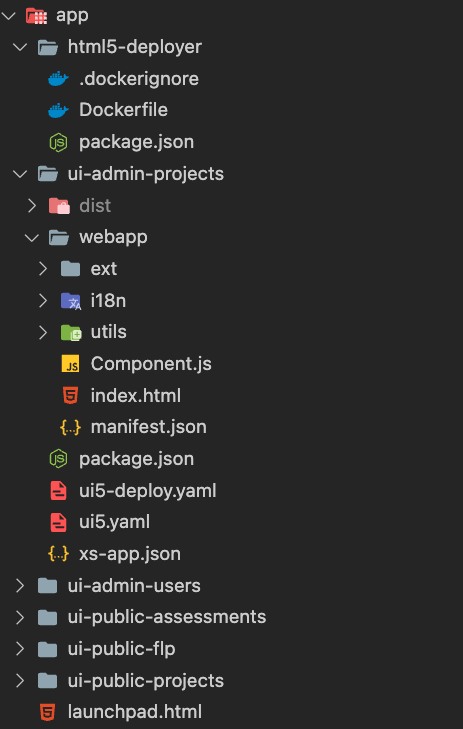 app
html5-deployer
.dockerignore
Dockerfile
package.json
ui-admin-projects
dist
webapp
ext
i18n
utils
Component.js
index.html
manifest.json
package.json
ui5-deploy.yaml
ui5.yaml
xs-app.json
ui-admin-users
ui-public-assessments
ui-public-flp
ui-public-projects
launchpad.html